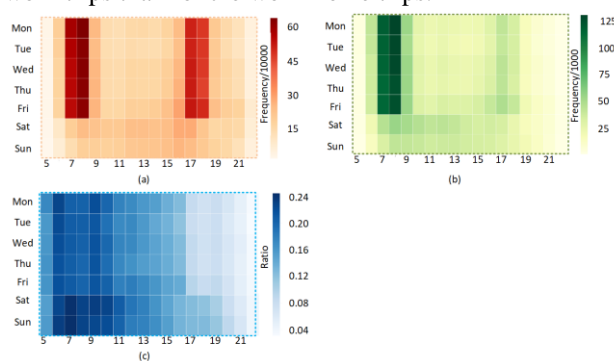 Mon
Tue
Wed
Thu
Fri
Sat
Sun
5 7 9 11 13 15 17 19 21
(a)
60
45
30
15
Frequency/10000
Mon
Tue
Wed
Thu
Fri
Sat
Sun
5 7 9 11 13 15 17 19 21
(b)
125
100
75
50
25
Frequency/1000
Mon
Tue
Wed
Thu
Fri
Sat
Sun
5 7 9 11 13 15 17 19 21
(c)
0.24
0.20
0.16
0.12
0.08
0.04
Ratio